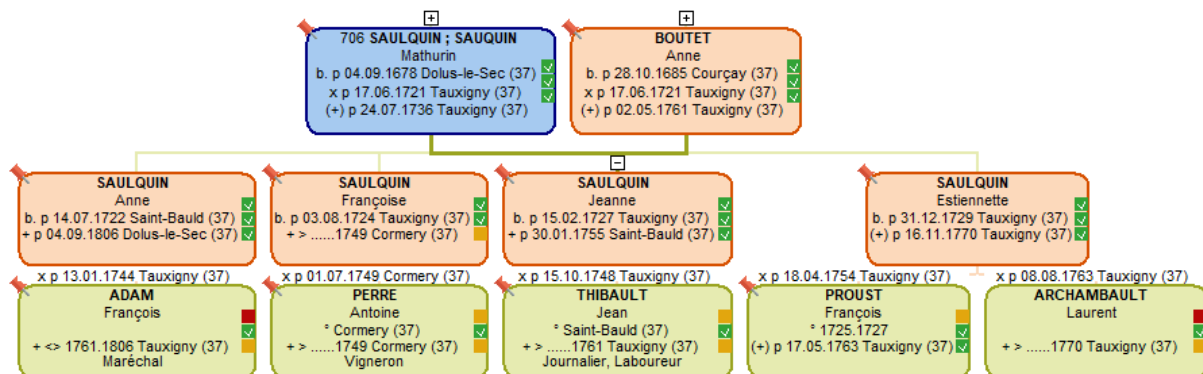 706 SAULQUIN ; SAUQUIN
Mathurin
b. p 04.09.1678 Dolus-le-Sec (37)
x p 17.06.1721 Tauxigny (37)
(+) p 24.07.1736 Tauxigny (37)
BOUTET
Anne
b. p 28.10.1685 Courçay (37)
x p 17.06.1721 Tauxigny (37)
(+) p 02.05.1761 Tauxigny (37)
SAULQUIN
Anne
b. p 14.07.1722 Saint-Bauld (37)
+ p 04.09.1806 Dolus-le-Sec (37)
SAULQUIN
Françoise
b. p 03.08.1724 Tauxigny (37)
+ > ......1749 Cormery (37)
SAULQUIN
Jeanne
b. p 15.02.1727 Tauxigny (37)
+ p 30.01.1755 Saint-Bauld (37)
SAULQUIN
Estiennette
b. p 31.12.1729 Tauxigny (37)
(+) p 16.11.1770 Tauxigny (37)
x p 13.01.1744 Tauxigny (37)
x p 01.07.1749 Cormery (37)
x p 15.10.1748 Tauxigny (37)
x p 18.04.1754 Tauxigny (37)
x p 08.08.1763 Tauxigny (37)
ADAM
François
+ <> 1761.1806 Tauxigny (37)
Maréchal
PERRE
Antoine
° Cormery (37)
+ > ......1749 Cormery (37)
Vigneron
THIBAULT
Jean
° Saint-Bauld (37)
+ > ......1761 Tauxigny (37)
Journalier, Laboureur
PROUST
François
° 1725.1727
(+) p 17.05.1763 Tauxigny (37)
ARCHAMBAULT
Laurent
+ > ......1770 Tauxigny (37)